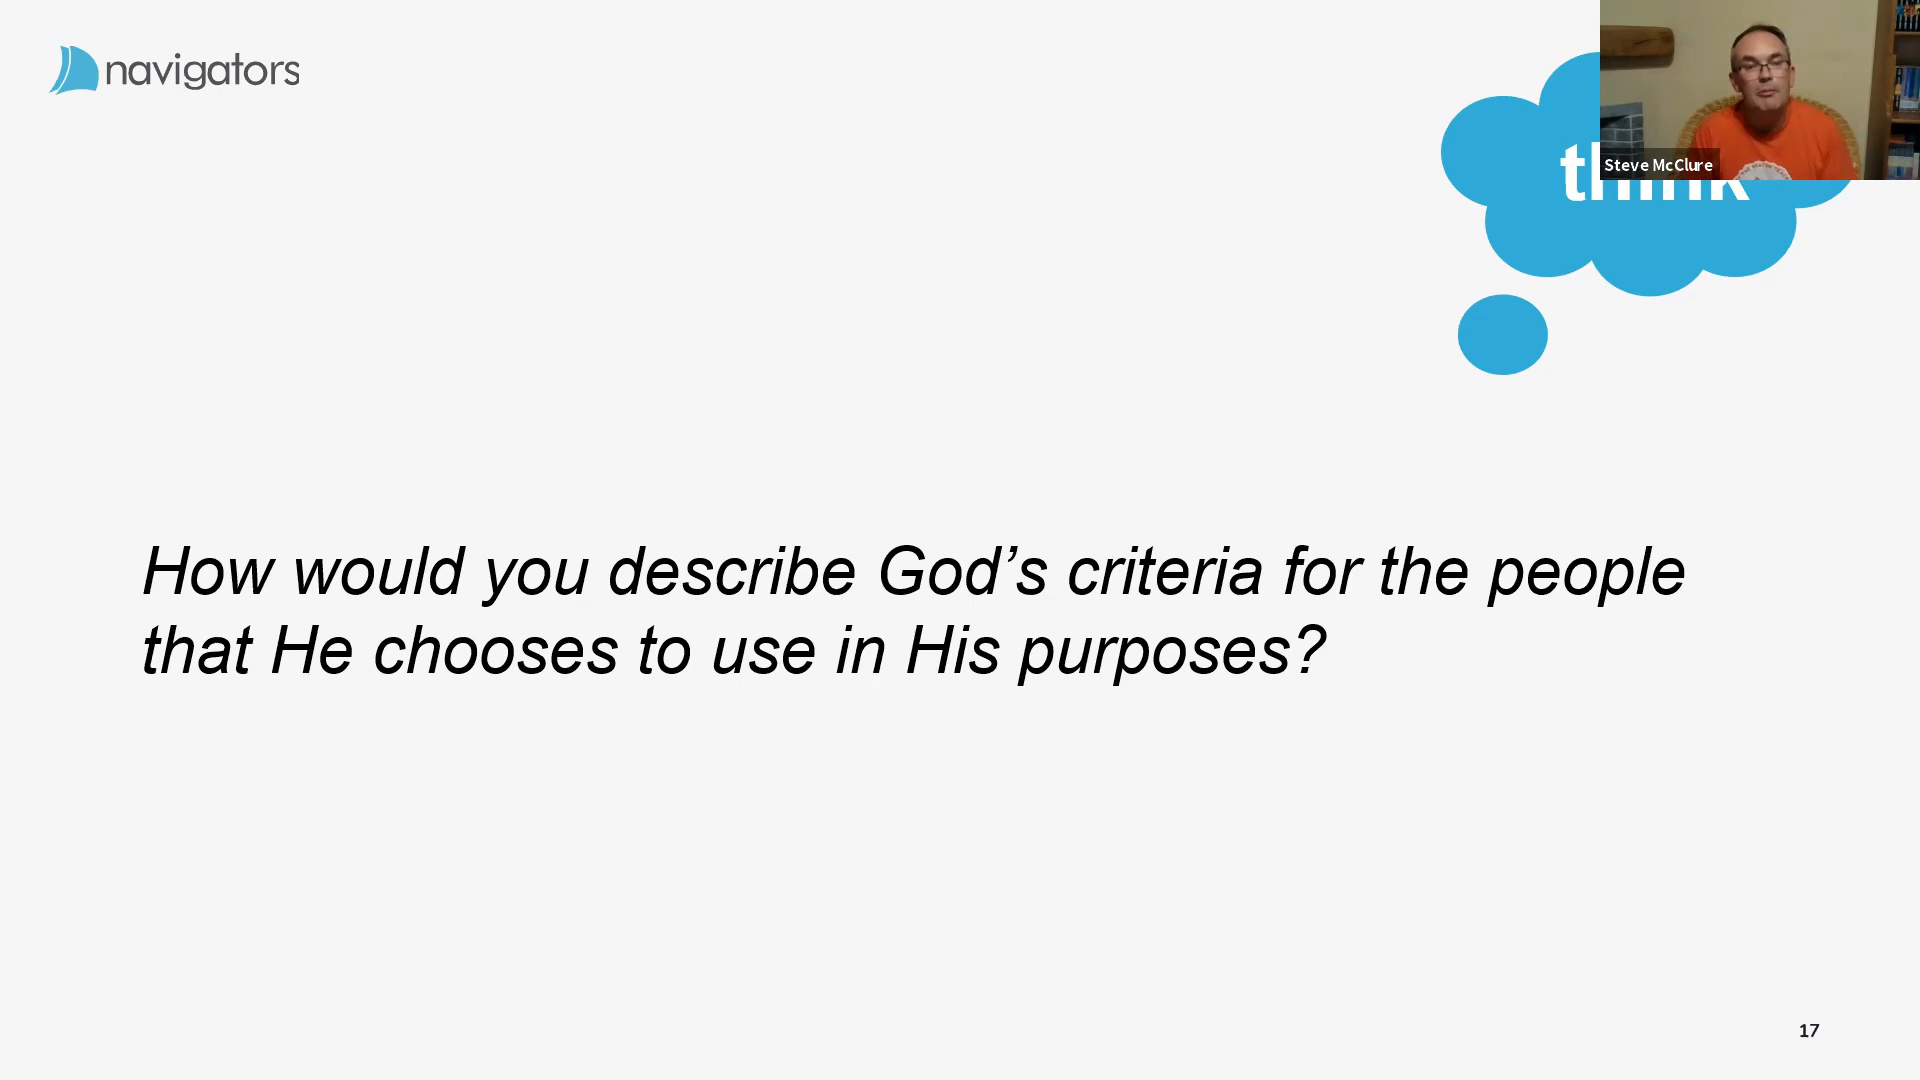 navigators
think
Steve McClure
How would you describe God’s criteria for the people
that He chooses to use in His purposes?
17